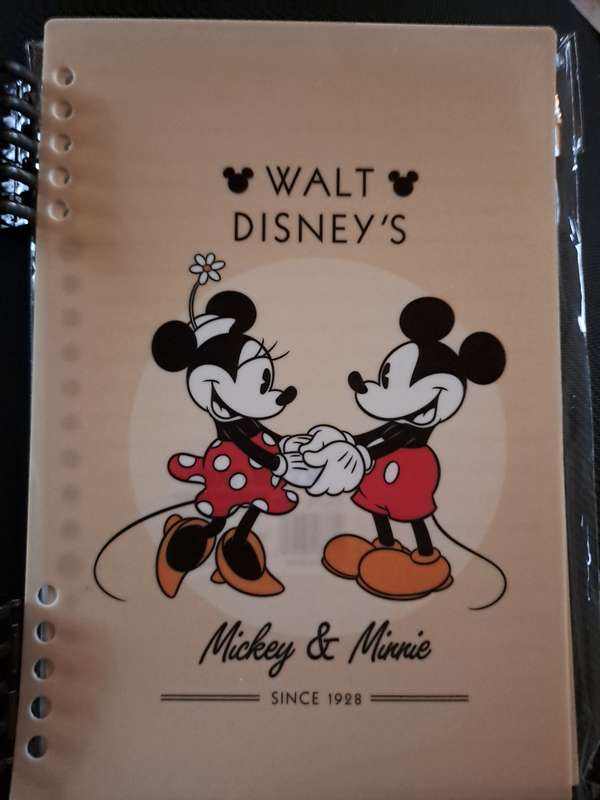 WALT
DISNEY'S
Mickey & Minnie
SINCE 1928